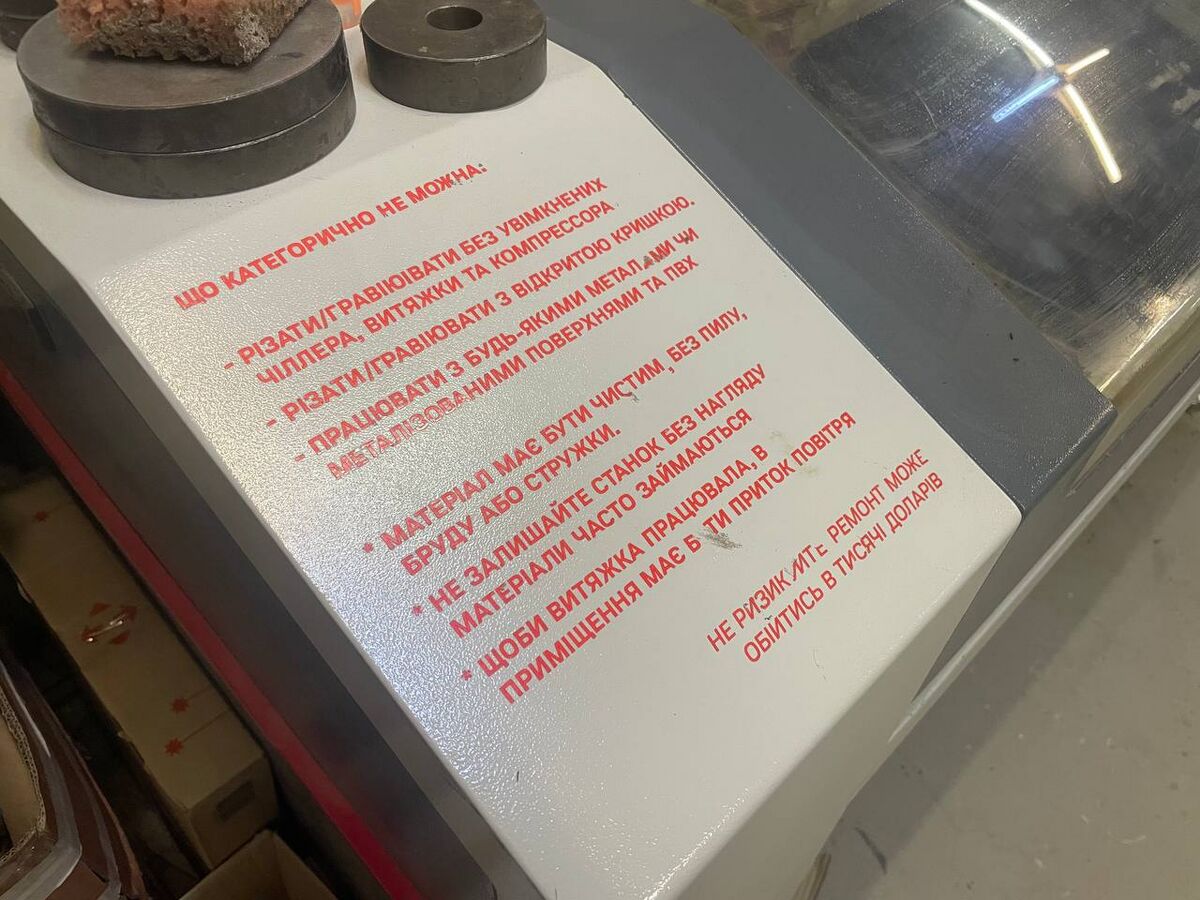 ЩО КАТЕГОРИЧНО НЕ МОЖНА:
- РІЗАТИ/ГРАВІЮВАТИ БЕЗ УВІМКНЕНИХ
ЧІЛЛЕРА, ВИТЯЖКИ ТА КОМПРЕССОРА
- РІЗАТИ/ГРАВІЮВАТИ З ВІДКРИТОЮ КРИШКОЮ.
- ПРАЦЮВАТИ З БУДЬ-ЯКИМИ МЕТАЛАМИ ЧИ
МЕТАЛІЗОВАНИМИ ПОВЕРХНЯМИ ТА ПВХ
* МАТЕРІАЛ МАЄ БУТИ ЧИСТИМ, БЕЗ ПИЛУ,
БРУДУ АБО СТРУЖКИ.
* НЕ ЗАЛИШАЙТЕ СТАНОК БЕЗ НАГЛЯДУ
МАТЕРІАЛИ ЧАСТО ЗАЙМАЮТЬСЯ
* ЩОБИ ВИТЯЖКА ПРАЦЮВАЛА, В
ПРИМІЩЕННЯ МАЄ БУТИ ПРИТОК ПОВІТРЯ
НЕ РИЗИКУЙТЕ РЕМОНТ МОЖЕ
ОБІЙТИСЬ В ТИСЯЧІ ДОЛАРІВ